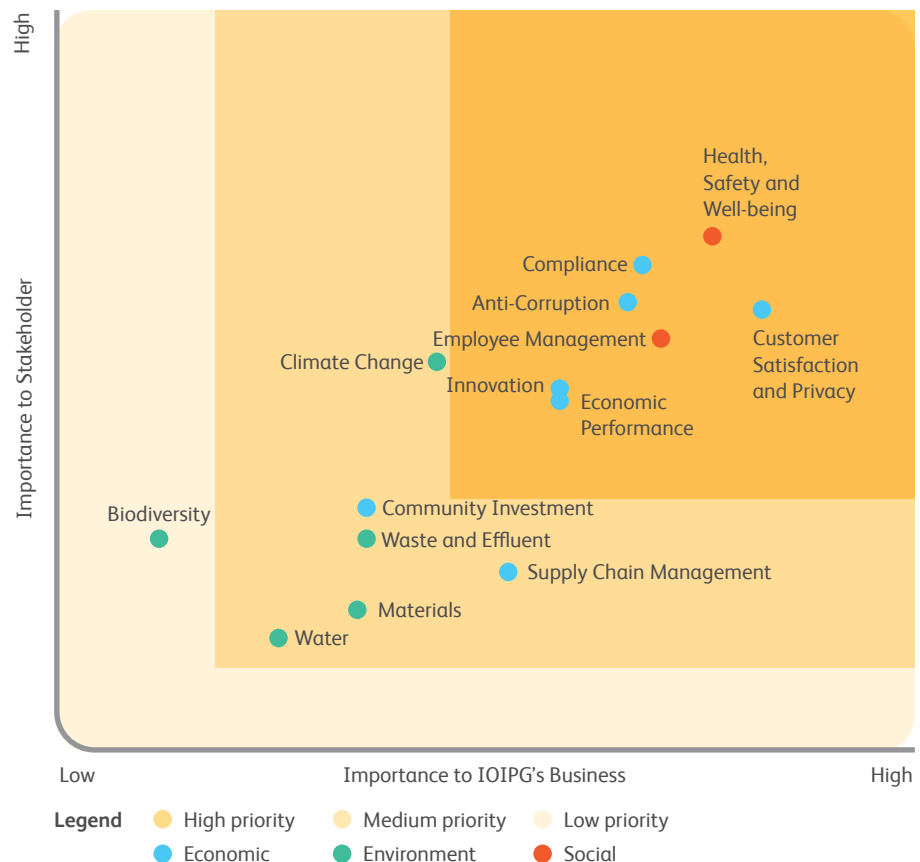 High
Importance to Stakeholder
Health,
Safety and
Well-being
Compliance
Anti-Corruption
Employee Management
Customer
Satisfaction
and Privacy
Climate Change
Innovation
Economic
Performance
Community Investment
Biodiversity
Waste and Effluent
Supply Chain Management
Materials
Water
Low Importance to IOIPG's Business High
Legend High priority Medium priority Low priority
Economic Environment Social